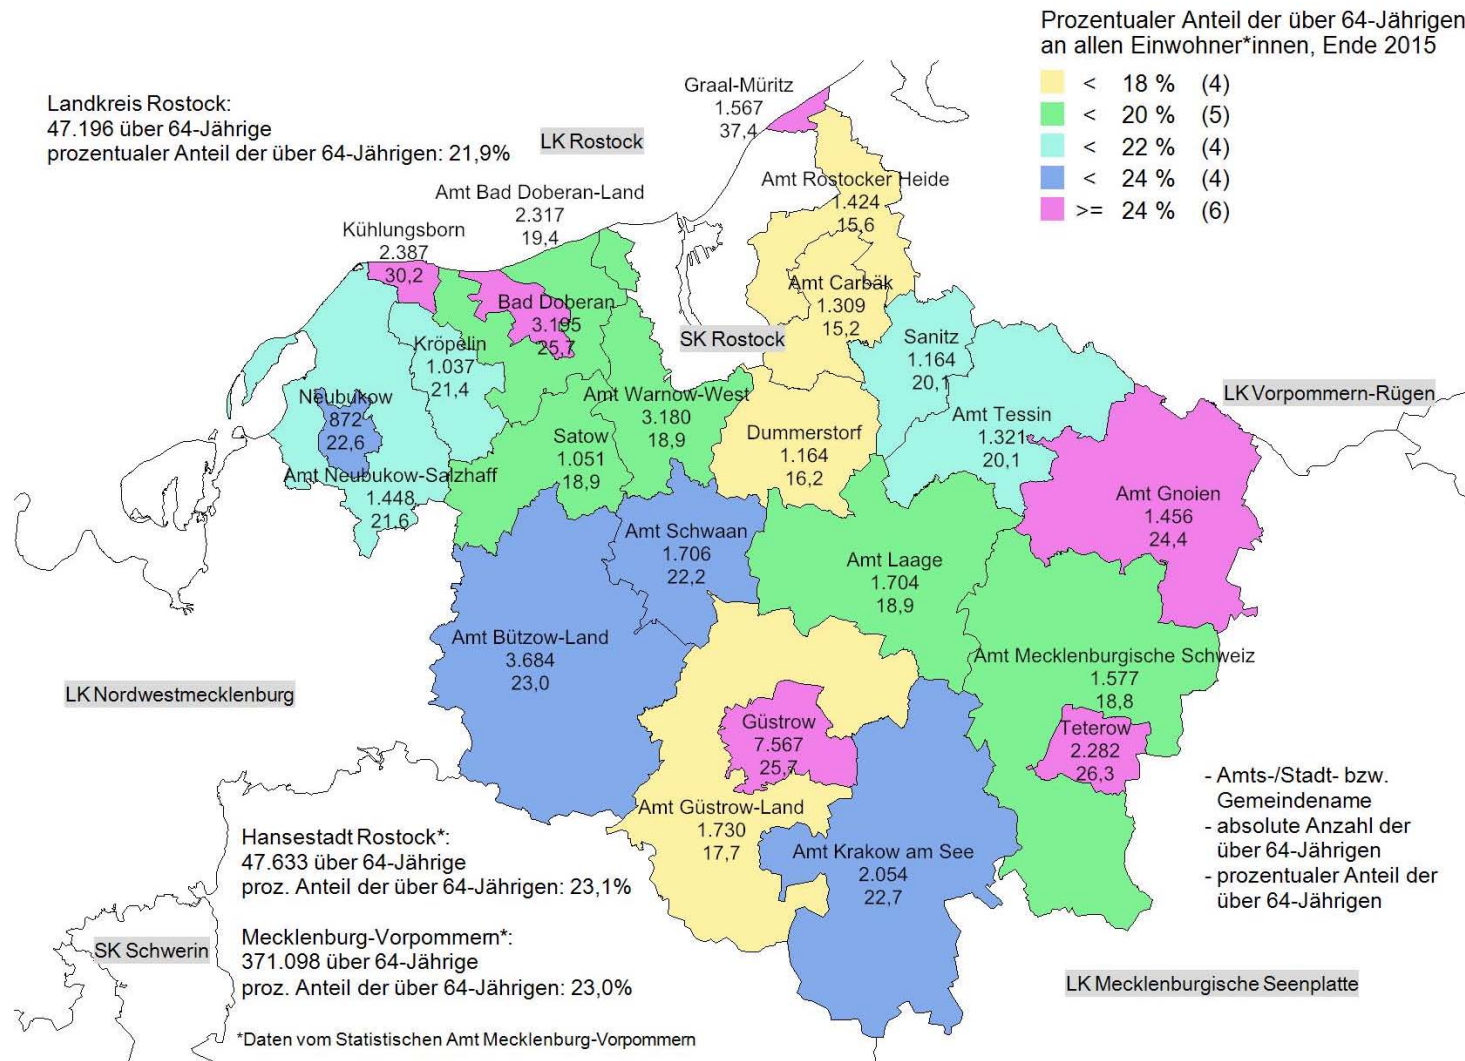 Prozentualer Anteil der über 64-Jährigen
an allen Einwohner*innen, Ende 2015
< 18 % (4)
< 20 % (5)
< 22 % (4)
< 24 % (4)
>= 24 % (6)
Landkreis Rostock:
47.196 über 64-Jährige
prozentualer Anteil der über 64-Jährigen: 21,9%
LK Rostock
Graal-Müritz
1.567
37,4
Amt Rostocker Heide
1.424
15,6
Amt Bad Doberan-Land
2.317
19,4
Kühlungsborn
2.387
30,2
Bad Doberan
3.195
25,7
Amt Carbäk
1.309
15,2
SK Rostock
Sanitz
1.164
20,1
Kröpelin
1.037
21,4
Neubukow
872
22,6
Amt Warnow-West
3.180
18,9
LK Vorpommern-Rügen
Amt Tessin
1.321
20,1
Dummerstorf
1.164
16,2
Satow
1.051
18,9
Amt Neubukow-Salzhaff
1.448
21,6
Amt Gnoien
1.456
24,4
Amt Schwaan
1.706
22,2
Amt Laage
1.704
18,9
Amt Bützow-Land
3.684
23,0
Amt Mecklenburgische Schweiz
1.577
18,8
LK Nordwestmecklenburg
Güstrow
7.567
25,7
Teterow
2.282
26,3
Amt Güstrow-Land
1.730
17,7
Amt Krakow am See
2.054
22,7
- Amts-/Stadt- bzw.
Gemeindename
- absolute Anzahl der
über 64-Jährigen
- prozentualer Anteil der
über 64-Jährigen
Hansestadt Rostock*:
47.633 über 64-Jährige
proz. Anteil der über 64-Jährigen: 23,1%
SK Schwerin
Mecklenburg-Vorpommern*:
371.098 über 64-Jährige
proz. Anteil der über 64-Jährigen: 23,0%
LK Mecklenburgische Seenplatte
*Daten vom Statistischen Amt Mecklenburg-Vorpommern